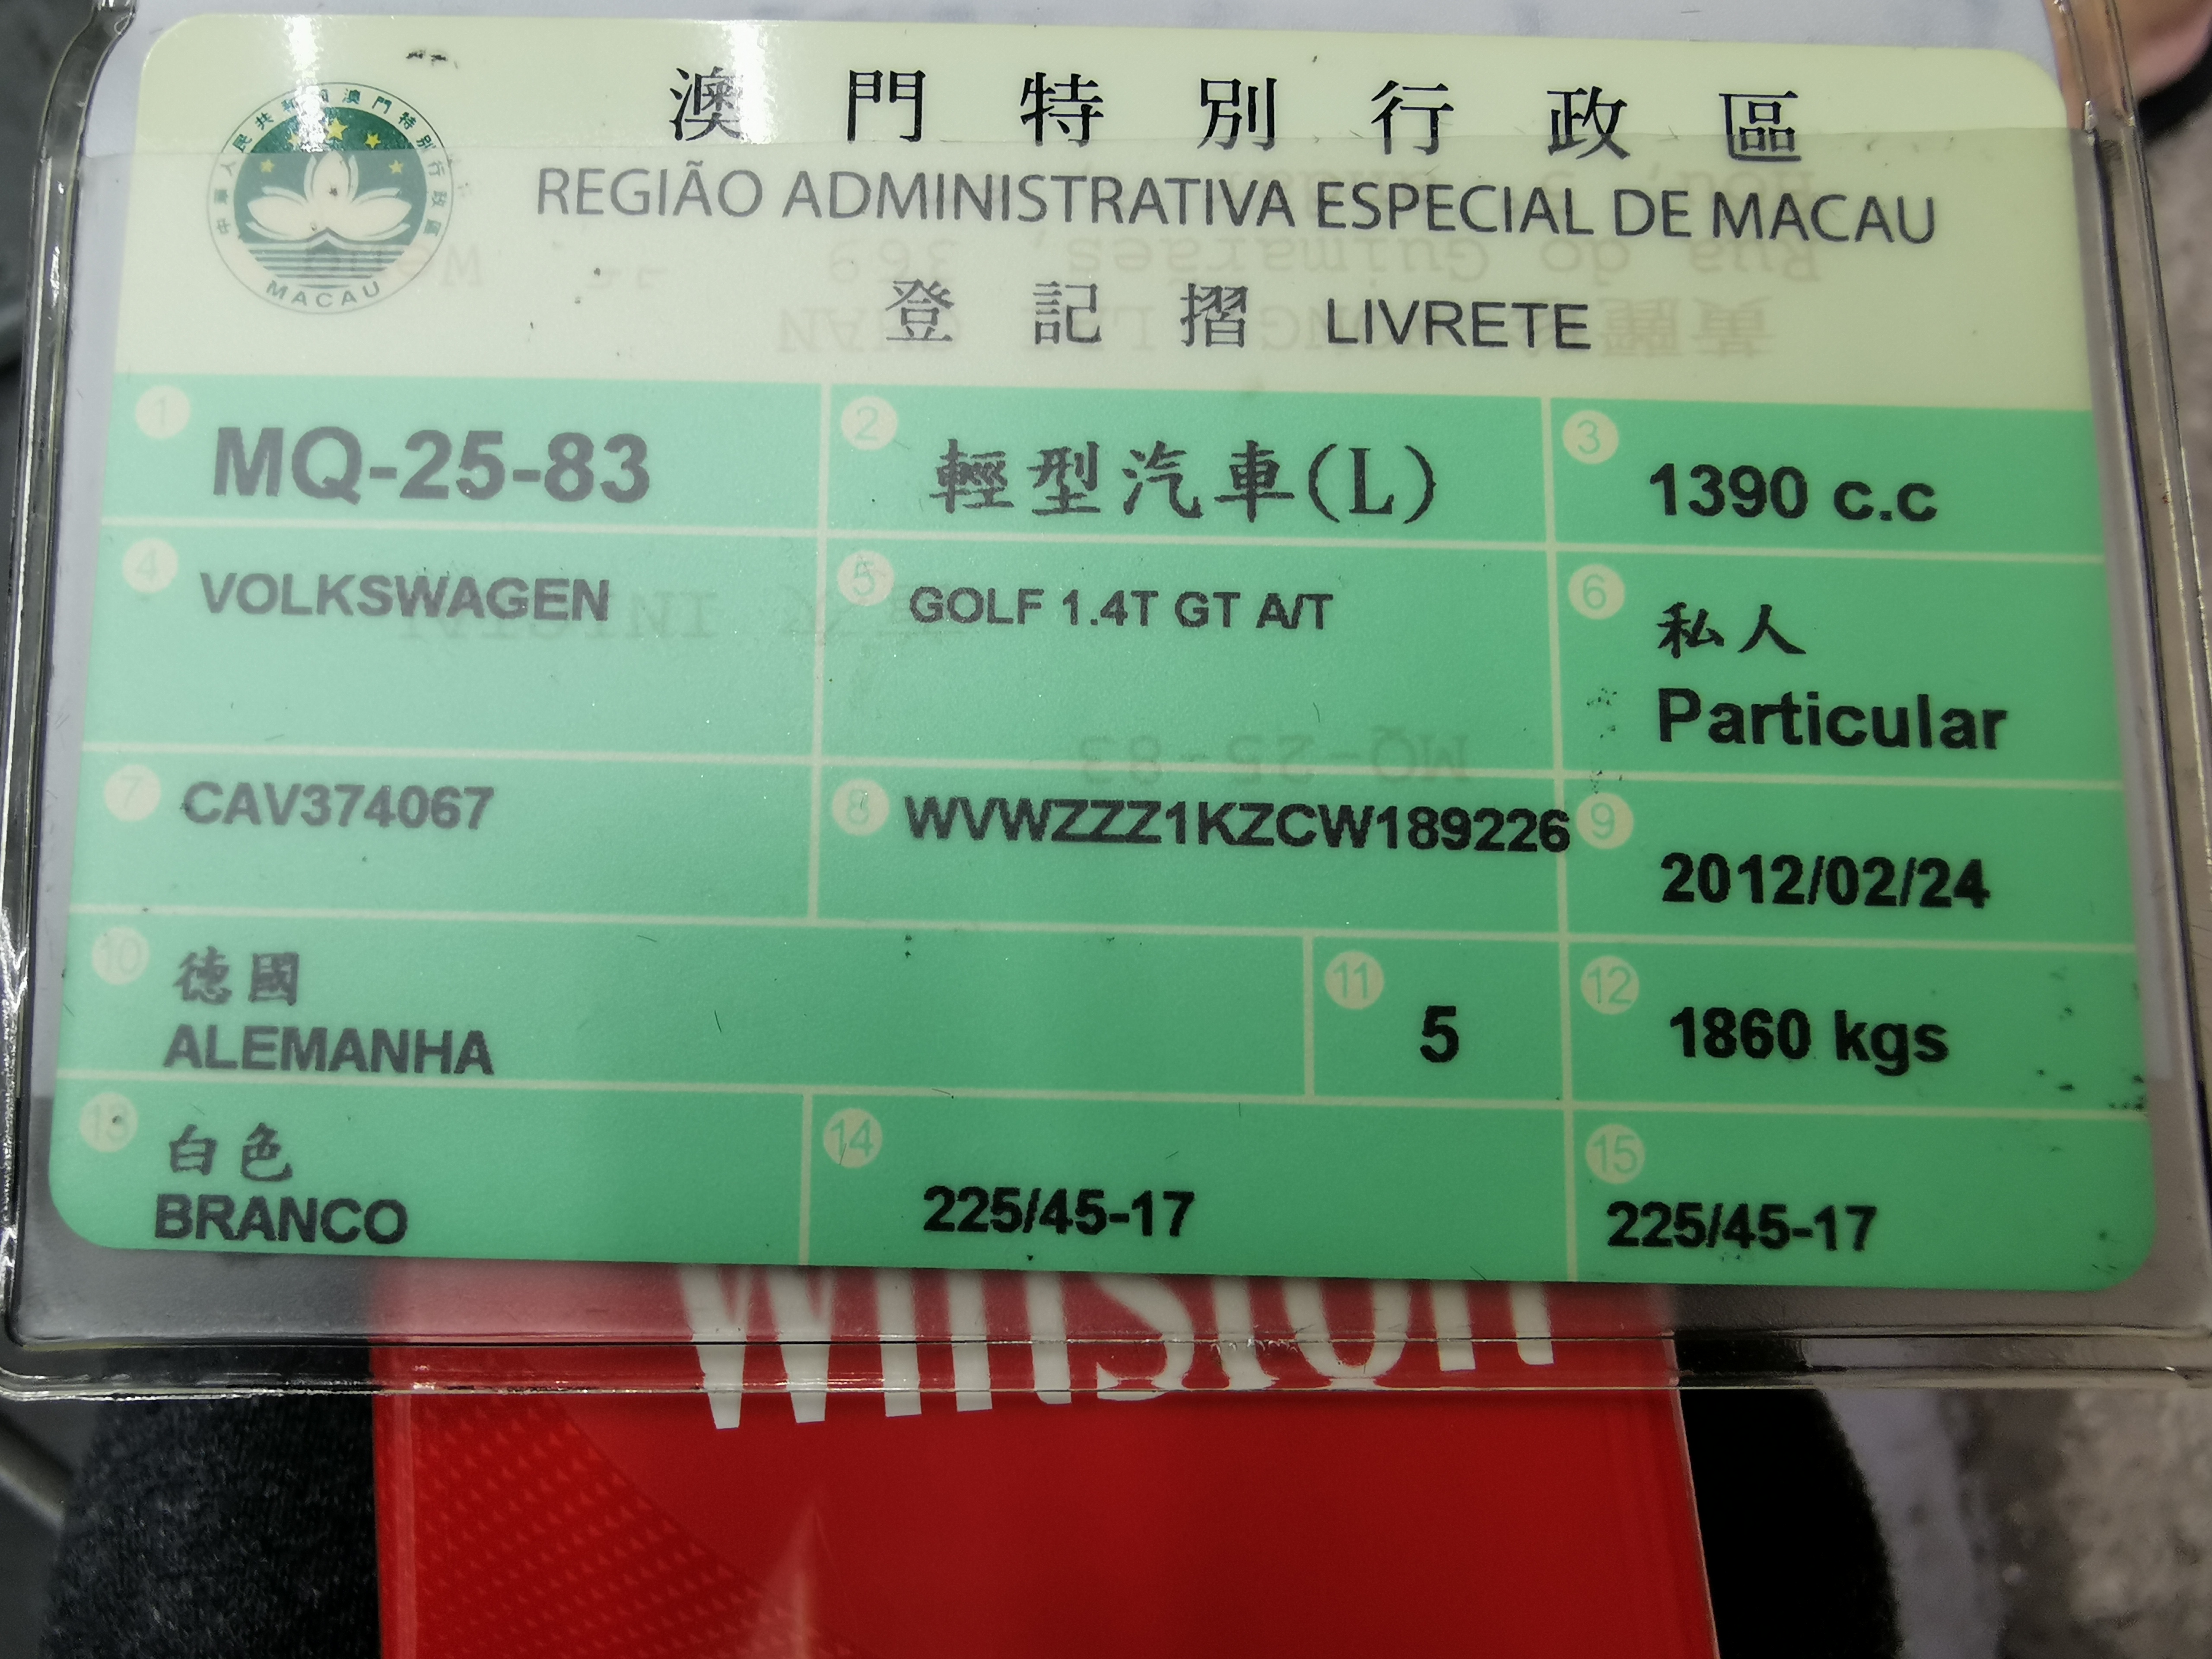 澳門特別行政區
REGIÃO ADMINISTRATIVA ESPECIAL DE MACAU
登記摺 LIVRETE
中華人民共和國澳門特別行政區
MACAU
1 MQ-25-83
2 輕型汽車(L)
3 1390 c.c
4 VOLKSWAGEN
5 GOLF 1.4T GT A/T
6 私人
Particular
7 CAV374067
8 WVWZZZ1KZCW189226
9 2012/02/24
10 德國
ALEMANHA
11 5
12 1860 kgs
13 白色
BRANCO
14 225/45-17
15 225/45-17
MQ-25-83
Winston